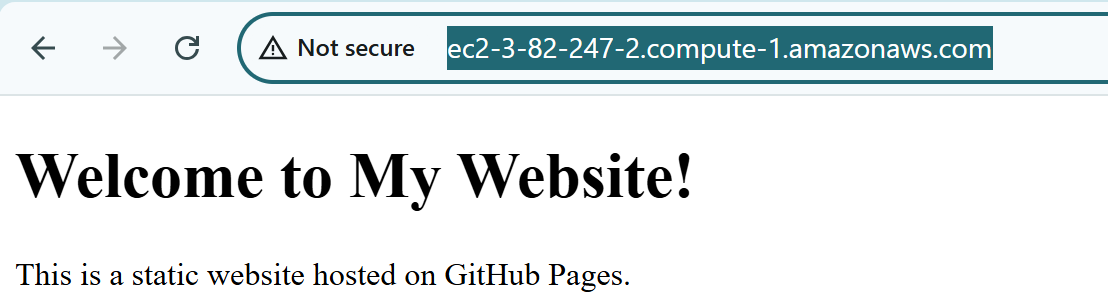 Not secure ec2-3-82-247-2.compute-1.amazonaws.com
Welcome to My Website!
This is a static website hosted on GitHub Pages.